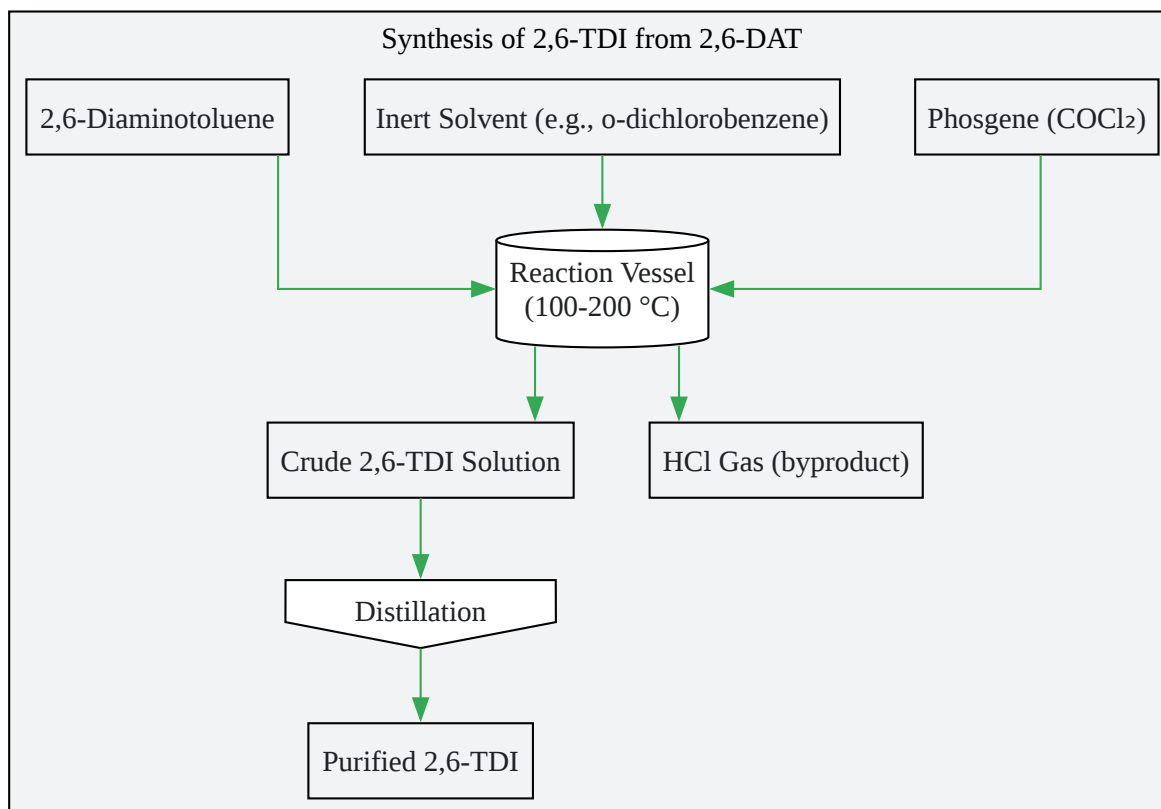 Synthesis of 2,6-TDI from 2,6-DAT
2,6-Diaminotoluene
Inert Solvent (e.g., o-dichlorobenzene)
Phosgene (COCl₂)
Reaction Vessel
(100-200 °C)
Crude 2,6-TDI Solution
HCl Gas (byproduct)
Distillation
Purified 2,6-TDI